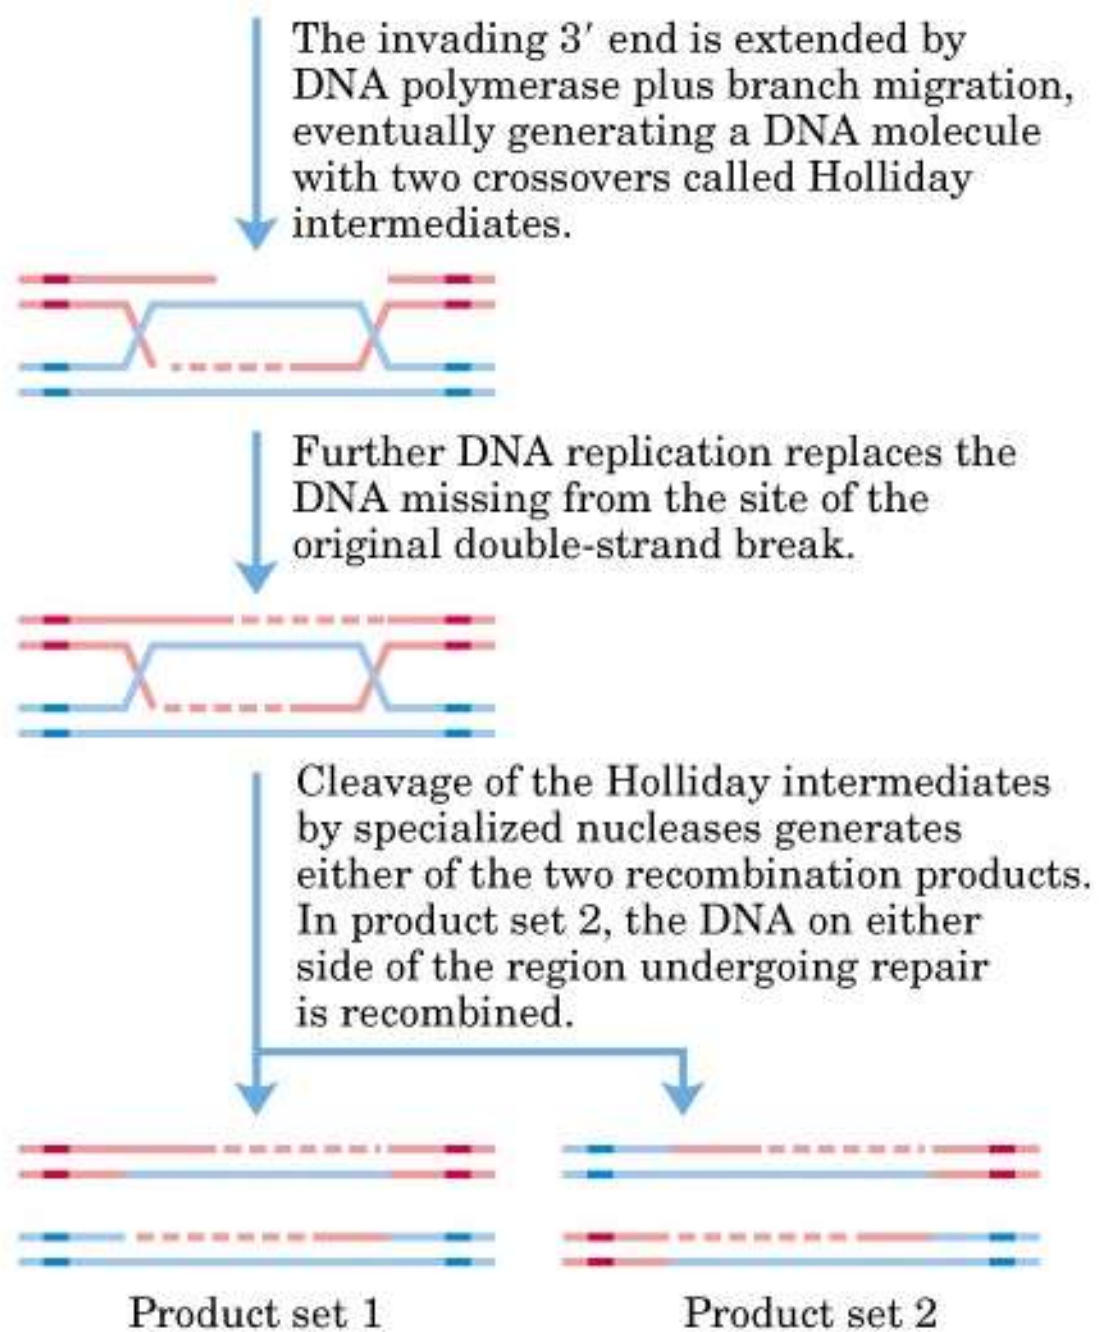 The invading 3′ end is extended by
DNA polymerase plus branch migration,
eventually generating a DNA molecule
with two crossovers called Holliday
intermediates.
Further DNA replication replaces the
DNA missing from the site of the
original double-strand break.
Cleavage of the Holliday intermediates
by specialized nucleases generates
either of the two recombination products.
In product set 2, the DNA on either
side of the region undergoing repair
is recombined.
Product set 1
Product set 2